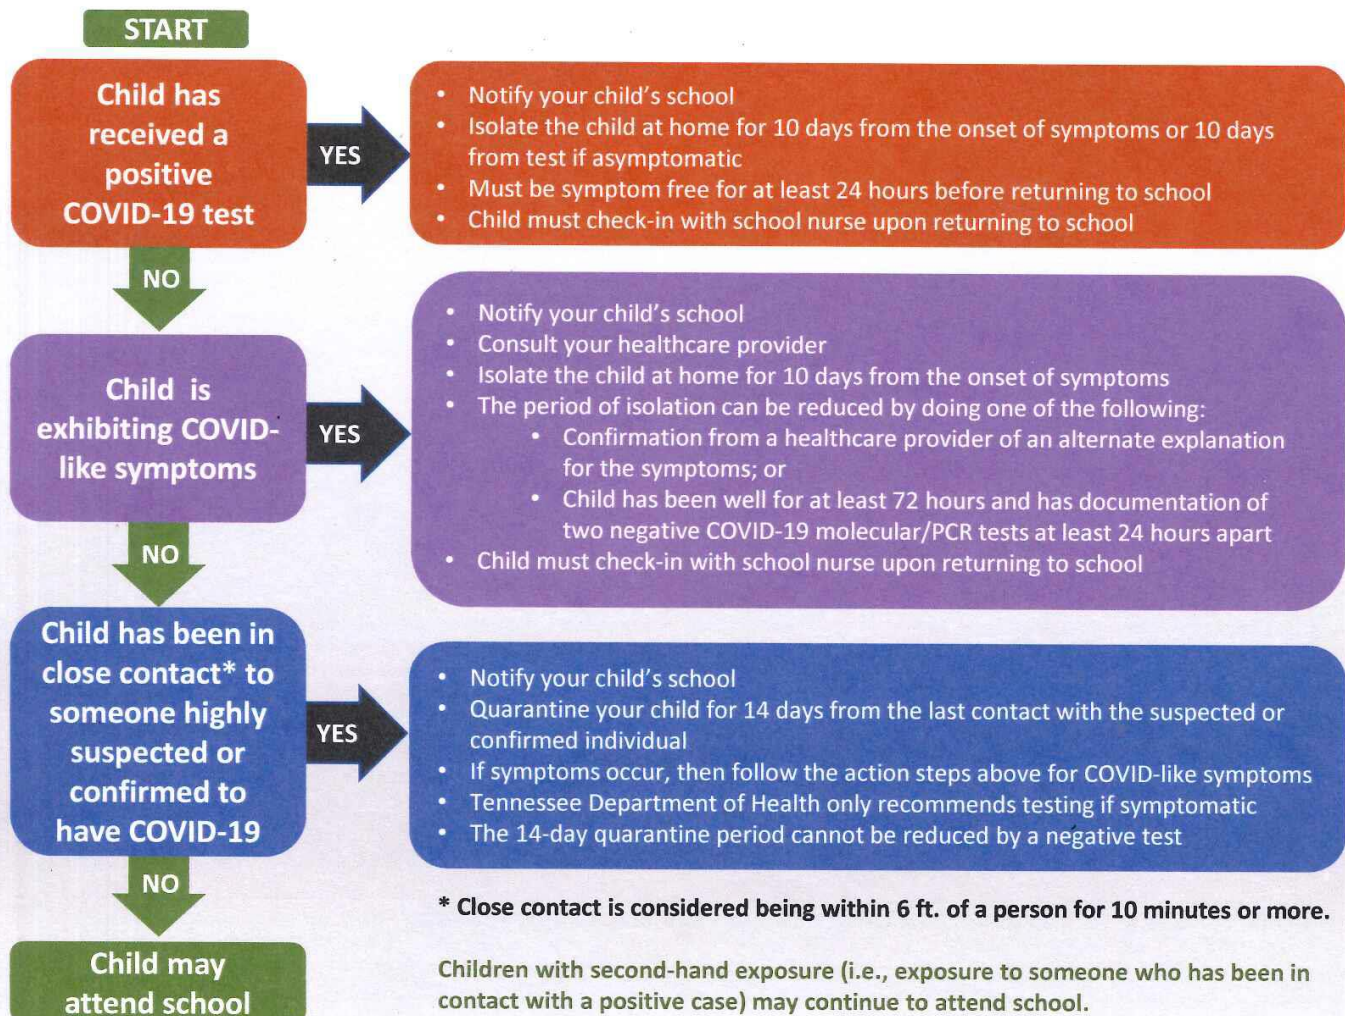 START
Child has
received a
positive
COVID-19 test
YES
• Notify your child's school
• Isolate the child at home for 10 days from the onset of symptoms or 10 days
from test if asymptomatic
• Must be symptom free for at least 24 hours before returning to school
• Child must check-in with school nurse upon returning to school
NO
Child is
exhibiting COVID-
like symptoms
YES
• Notify your child's school
• Consult your healthcare provider
• Isolate the child at home for 10 days from the onset of symptoms
• The period of isolation can be reduced by doing one of the following:
• Confirmation from a healthcare provider of an alternate explanation
for the symptoms; or
• Child has been well for at least 72 hours and has documentation of
two negative COVID-19 molecular/PCR tests at least 24 hours apart
• Child must check-in with school nurse upon returning to school
NO
Child has been in
close contact* to
someone highly
suspected or
confirmed to
have COVID-19
YES
• Notify your child's school
• Quarantine your child for 14 days from the last contact with the suspected or
confirmed individual
• If symptoms occur, then follow the action steps above for COVID-like symptoms
• Tennessee Department of Health only recommends testing if symptomatic
• The 14-day quarantine period cannot be reduced by a negative test
NO
* Close contact is considered being within 6 ft. of a person for 10 minutes or more.
Child may
attend school
Children with second-hand exposure (i.e., exposure to someone who has been in
contact with a positive case) may continue to attend school.